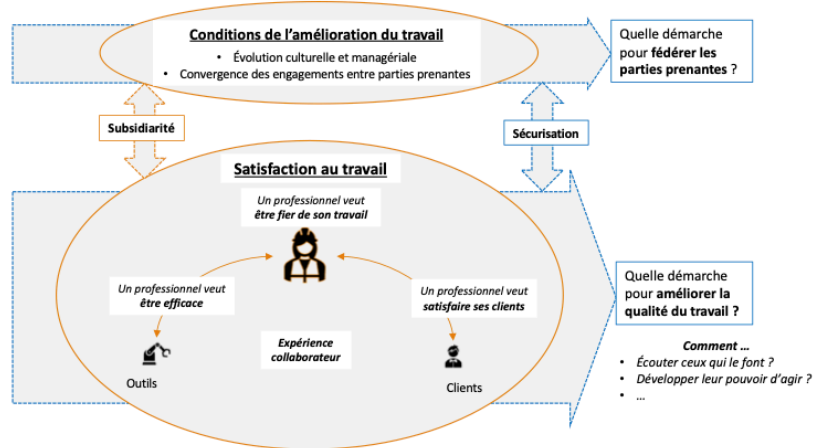 Conditions de l’amélioration du travail
• Évolution culturelle et managériale
• Convergence des engagements entre parties prenantes
Quelle démarche
pour fédérer les
parties prenantes ?
Subsidiarité
Sécurisation
Satisfaction au travail
Un professionnel veut
être fier de son travail
Un professionnel veut
être efficace
Un professionnel veut
satisfaire ses clients
Expérience
collaborateur
Outils
Clients
Quelle démarche
pour améliorer la
qualité du travail ?
Comment …
• Écouter ceux qui le font ?
• Développer leur pouvoir d’agir ?
• …